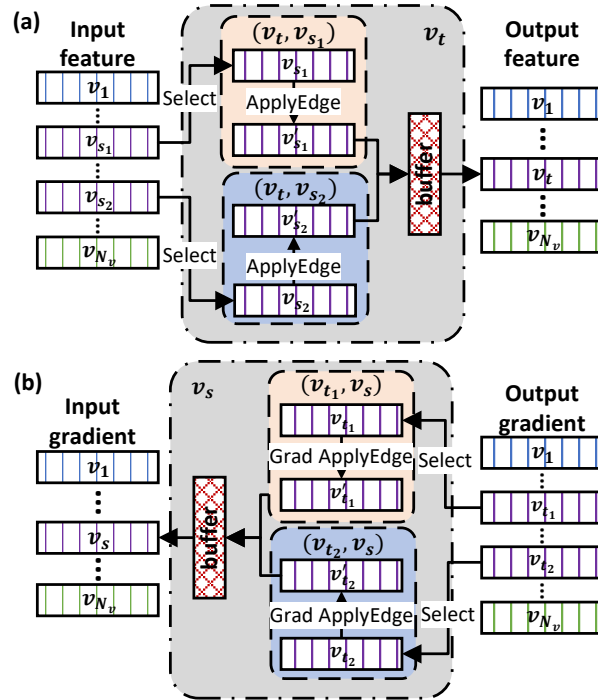 (a)
Input
feature
v_1
v_{s_1}
v_{s_2}
v_{N_v}
Select
Select
(v_t, v_{s_1})
v_{s_1}
ApplyEdge
v'_{s_1}
(v_t, v_{s_2})
v'_{s_2}
ApplyEdge
v_{s_2}
v_t
buffer
Output
feature
v_1
v_t
v_{N_v}
(b)
Input
gradient
v_1
v_s
v_{N_v}
v_s
buffer
(v_{t_1}, v_s)
v_{t_1}
Grad ApplyEdge
v'_{t_1}
(v_{t_2}, v_s)
v'_{t_2}
Grad ApplyEdge
v_{t_2}
Select
Select
Output
gradient
v_1
v_{t_1}
v_{t_2}
v_{N_v}